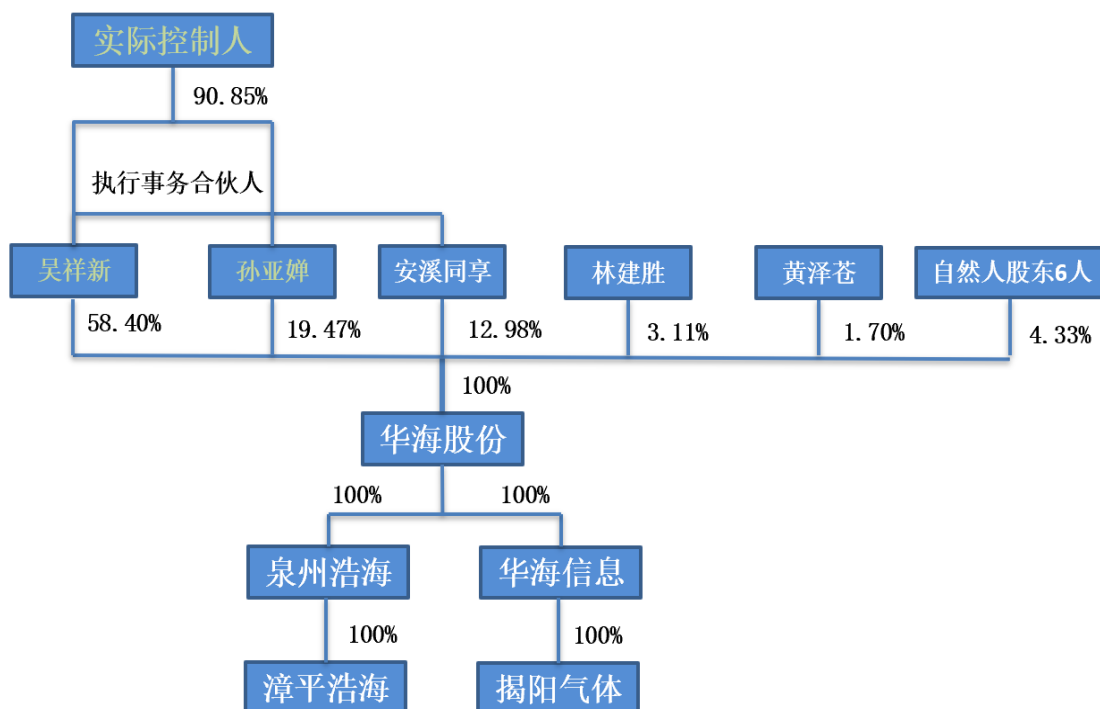 实际控制人
90.85%
执行事务合伙人
吴祥新
孙亚婵
安溪同享
林建胜
黄泽苍
自然人股东6人
58.40%
19.47%
12.98%
3.11%
1.70%
4.33%
100%
华海股份
100%
100%
泉州浩海
华海信息
100%
100%
漳平浩海
揭阳气体